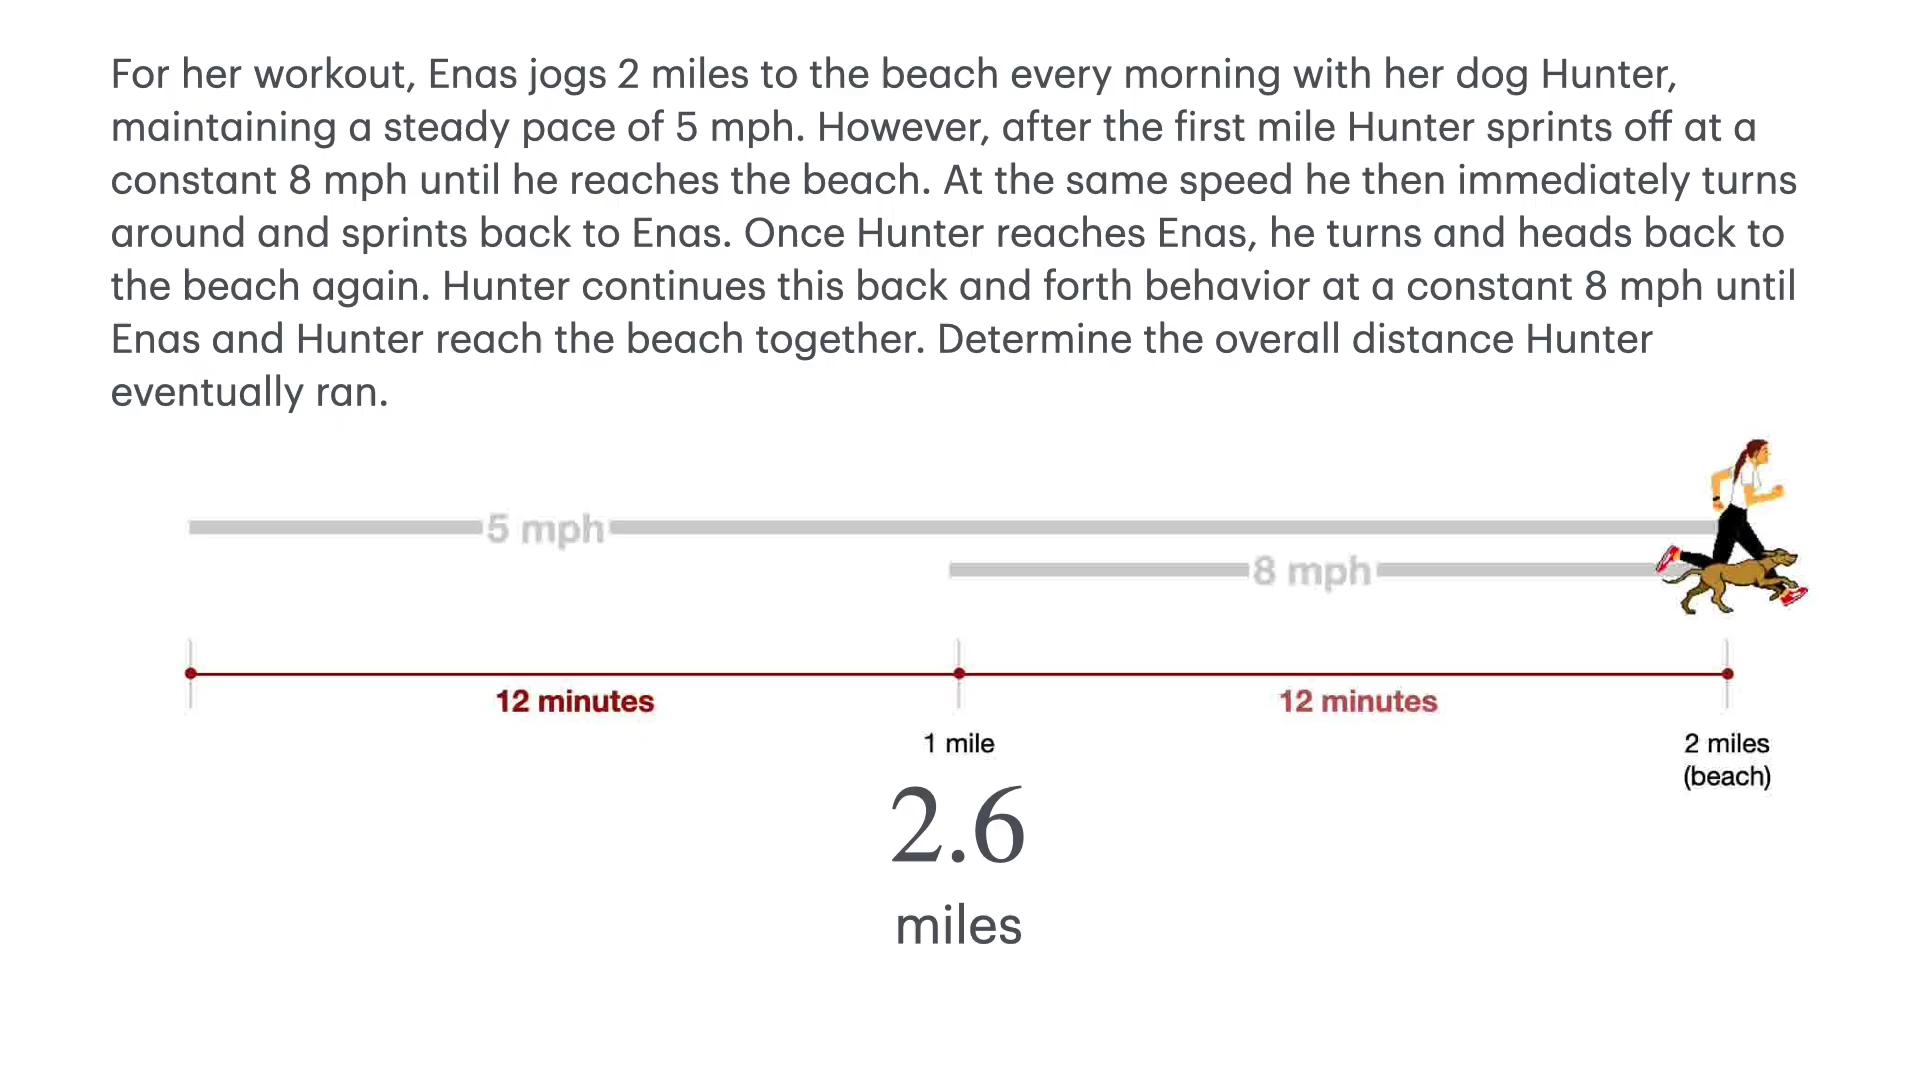 For her workout, Enas jogs 2 miles to the beach every morning with her dog Hunter,
maintaining a steady pace of 5 mph. However, after the first mile Hunter sprints off at a
constant 8 mph until he reaches the beach. At the same speed he then immediately turns
around and sprints back to Enas. Once Hunter reaches Enas, he turns and heads back to
the beach again. Hunter continues this back and forth behavior at a constant 8 mph until
Enas and Hunter reach the beach together. Determine the overall distance Hunter
eventually ran.
5 mph
8 mph
12 minutes
12 minutes
1 mile
2 miles
(beach)
2.6
miles